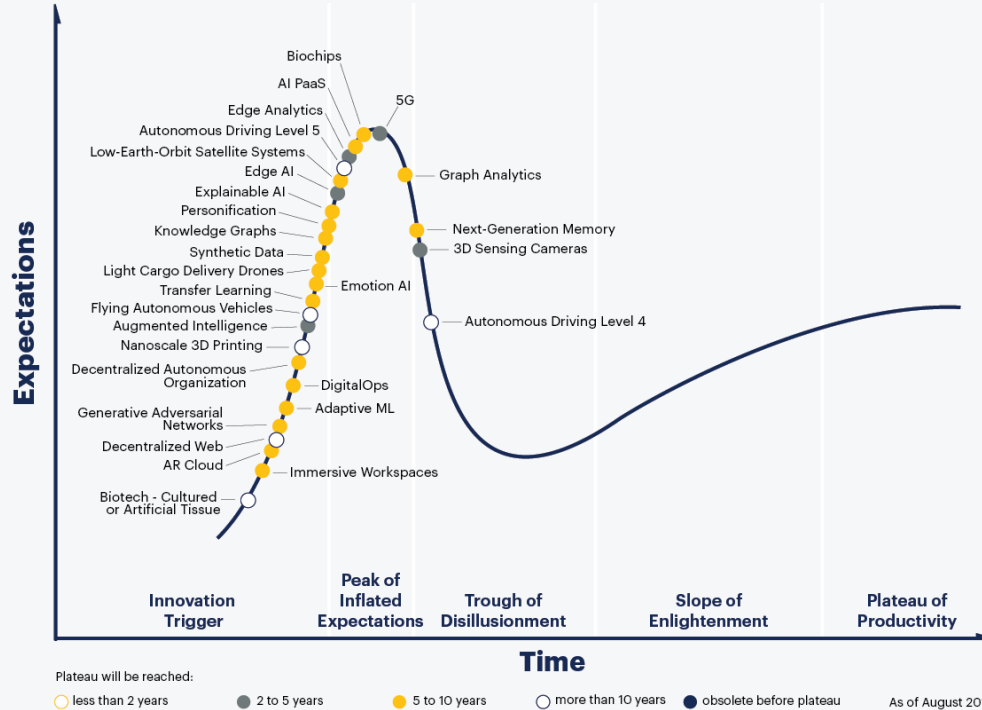 Biochips
AI PaaS
5G
Edge Analytics
Autonomous Driving Level 5
Low-Earth-Orbit Satellite Systems
Edge AI
Graph Analytics
Explainable AI
Personification
Knowledge Graphs
Next-Generation Memory
3D Sensing Cameras
Synthetic Data
Light Cargo Delivery Drones
Emotion AI
Transfer Learning
Flying Autonomous Vehicles
Autonomous Driving Level 4
Augmented Intelligence
Nanoscale 3D Printing
Decentralized Autonomous
Organization
DigitalOps
Adaptive ML
Generative Adversarial
Networks
Decentralized Web
AR Cloud
Immersive Workspaces
Biotech - Cultured
or Artificial Tissue
Expectations
Innovation
Trigger
Peak of
Inflated
Expectations
Trough of
Disillusionment
Slope of
Enlightenment
Plateau of
Productivity
Time
Plateau will be reached:
less than 2 years 2 to 5 years 5 to 10 years more than 10 years obsolete before plateau As of August